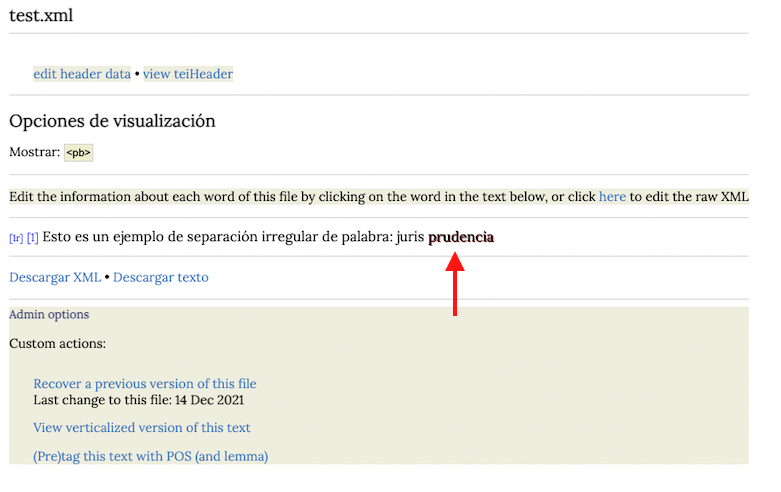 test.xml
edit header data • view teiHeader
Opciones de visualización
Mostrar: <pb>
Edit the information about each word of this file by clicking on the word in the text below, or click here to edit the raw XML
[1r] [1] Esto es un ejemplo de separación irregular de palabra: juris prudencia
Descargar XML • Descargar texto
Admin options
Custom actions:
Recover a previous version of this file
Last change to this file: 14 Dec 2021
View verticalized version of this text
(Pre)tag this text with POS (and lemma)